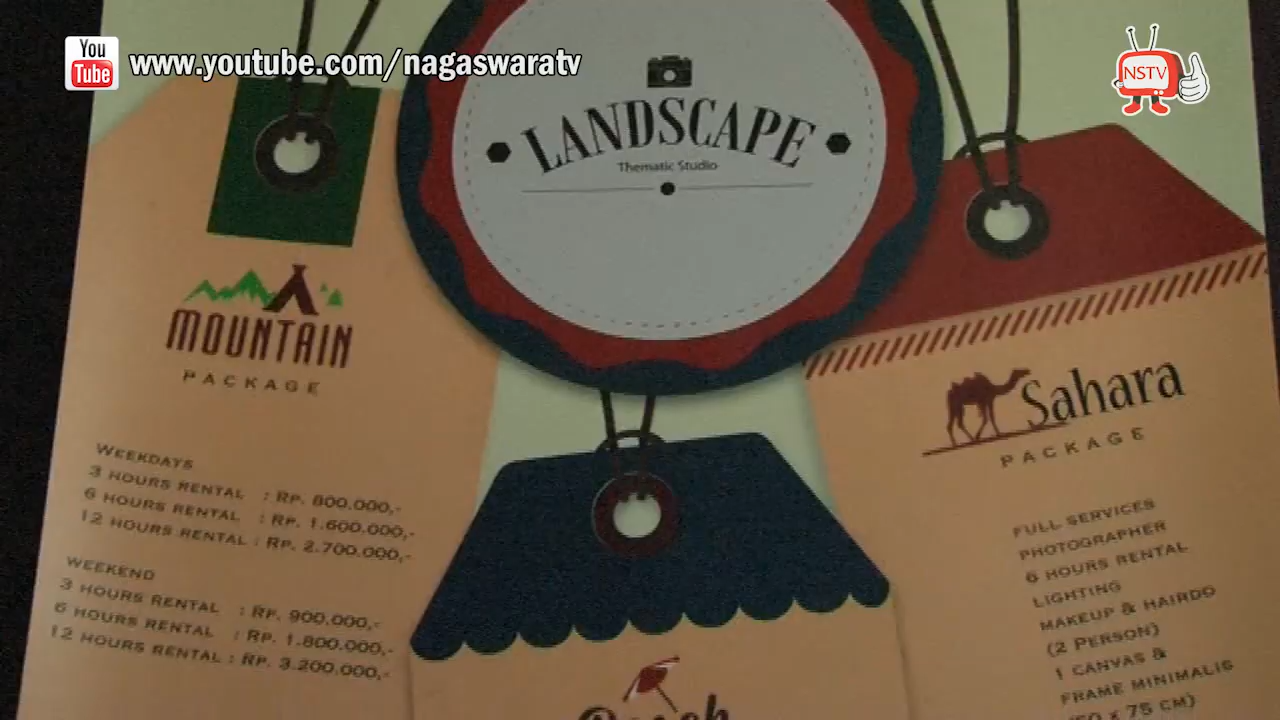 You
Tube
www.youtube.com/nagaswaratv
NSTV
LANDSCAPE
Thematic Studio
MOUNTAIN
PACKAGE
WEEKDAYS
3 HOURS RENTAL : RP. 800.000,-
6 HOURS RENTAL : RP. 1.600.000,-
12 HOURS RENTAL : RP. 2.700.000,-
WEEKEND
3 HOURS RENTAL : RP. 900.000,-
6 HOURS RENTAL : RP. 1.800.000,-
12 HOURS RENTAL : RP. 3.200.000,-
Sahara
PACKAGE
FULL SERVICES
PHOTOGRAPHER
6 HOURS RENTAL
LIGHTING
MAKEUP & HAIRDO
(2 PERSON)
1 CANVAS &
FRAME MINIMALIS